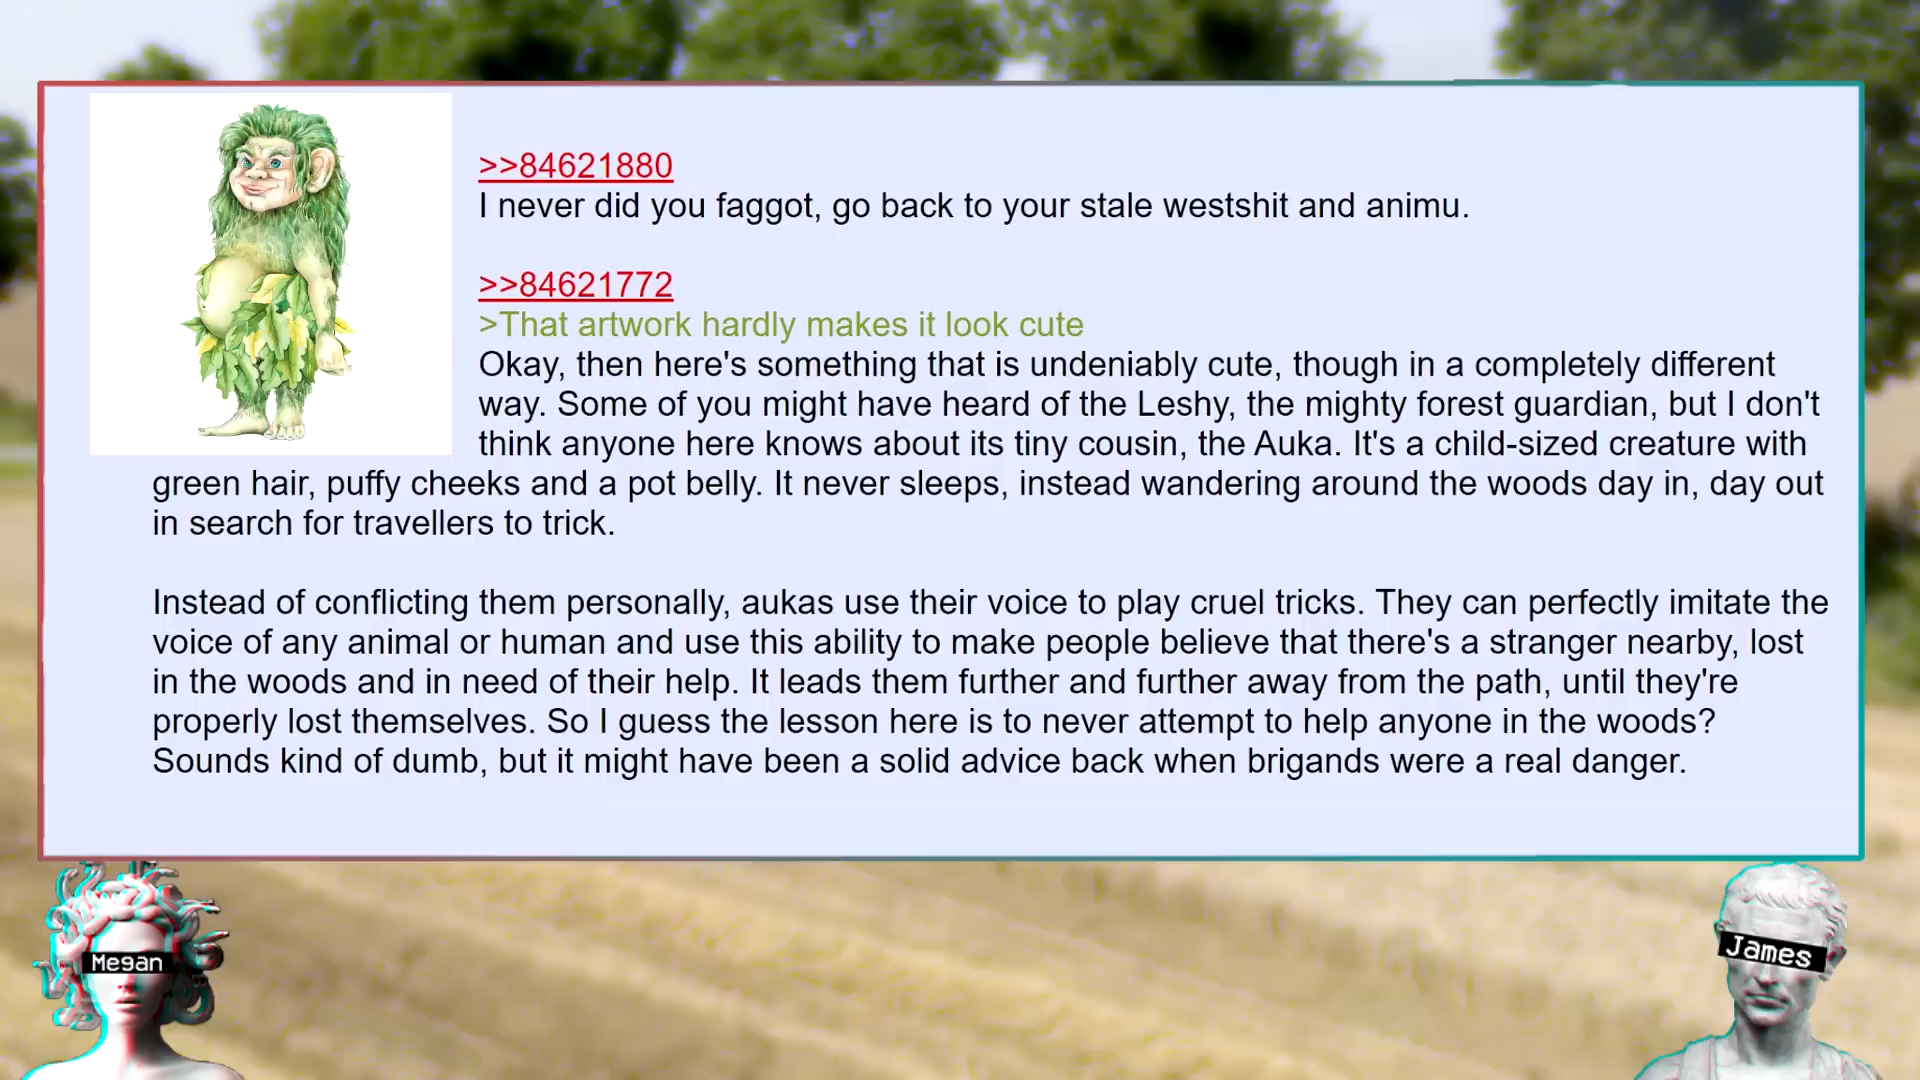 >>84621880
I never did you faggot, go back to your stale westshit and animu.
>>84621772
>That artwork hardly makes it look cute
Okay, then here's something that is undeniably cute, though in a completely different
way. Some of you might have heard of the Leshy, the mighty forest guardian, but I don't
think anyone here knows about its tiny cousin, the Auka. It's a child-sized creature with
green hair, puffy cheeks and a pot belly. It never sleeps, instead wandering around the woods day in, day out
in search for travellers to trick.
Instead of conflicting them personally, aukas use their voice to play cruel tricks. They can perfectly imitate the
voice of any animal or human and use this ability to make people believe that there's a stranger nearby, lost
in the woods and in need of their help. It leads them further and further away from the path, until they're
properly lost themselves. So I guess the lesson here is to never attempt to help anyone in the woods?
Sounds kind of dumb, but it might have been a solid advice back when brigands were a real danger.
Megan
James